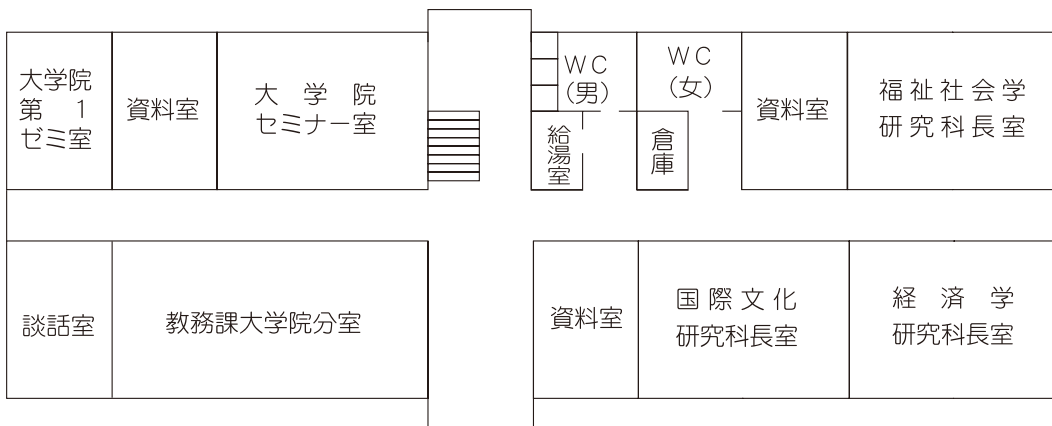 大学院
第1
ゼミ室
資料室
大学院
セミナー室
WC
(男)
WC
(女)
給湯室
倉庫
資料室
福祉社会学
研究科長室
談話室
教務課大学院分室
資料室
国際文化
研究科長室
経済学
研究科長室